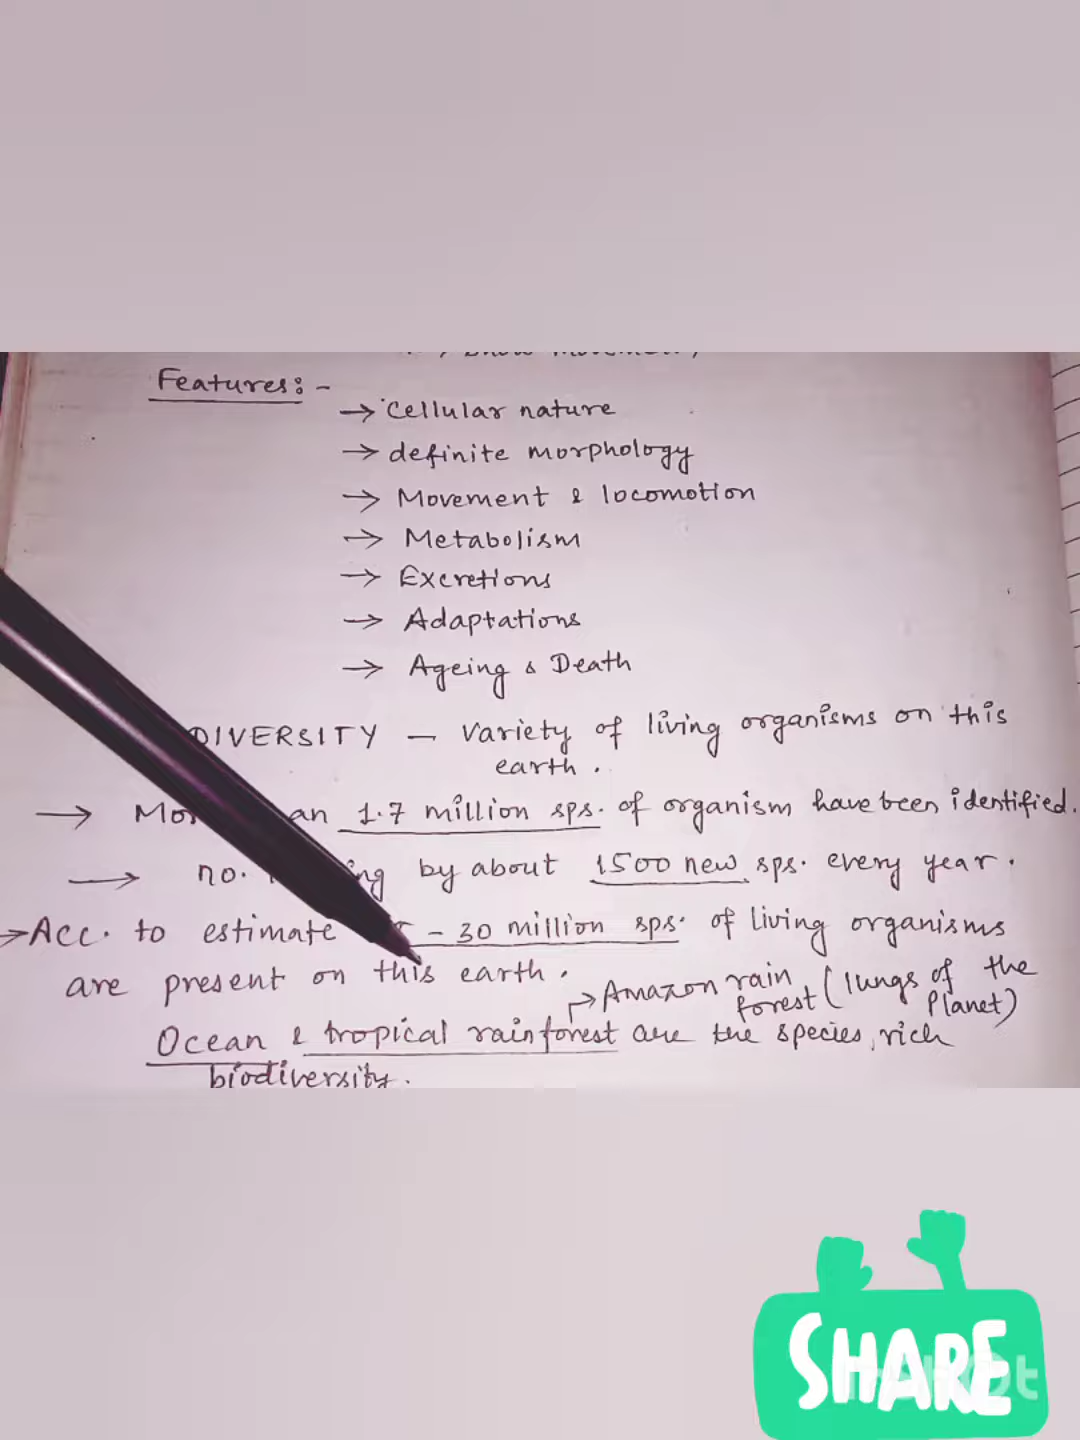 Features:-
→ Cellular nature
→ definite morphology
→ Movement & locomotion
→ Metabolism
→ Excretions
→ Adaptations
→ Ageing & Death
DIVERSITY – Variety of living organisms on this
earth.
→ an 1.7 million sps. of organism have been identified.
→ no. by about 1500 new sps. every year.
→ Acc. to estimate – 30 million sps. of living organisms
are present on this earth.
→ Amazon rain forest (lungs of the Planet)
Ocean & tropical rainforest are the species, rich
biodiversity.
SHARE